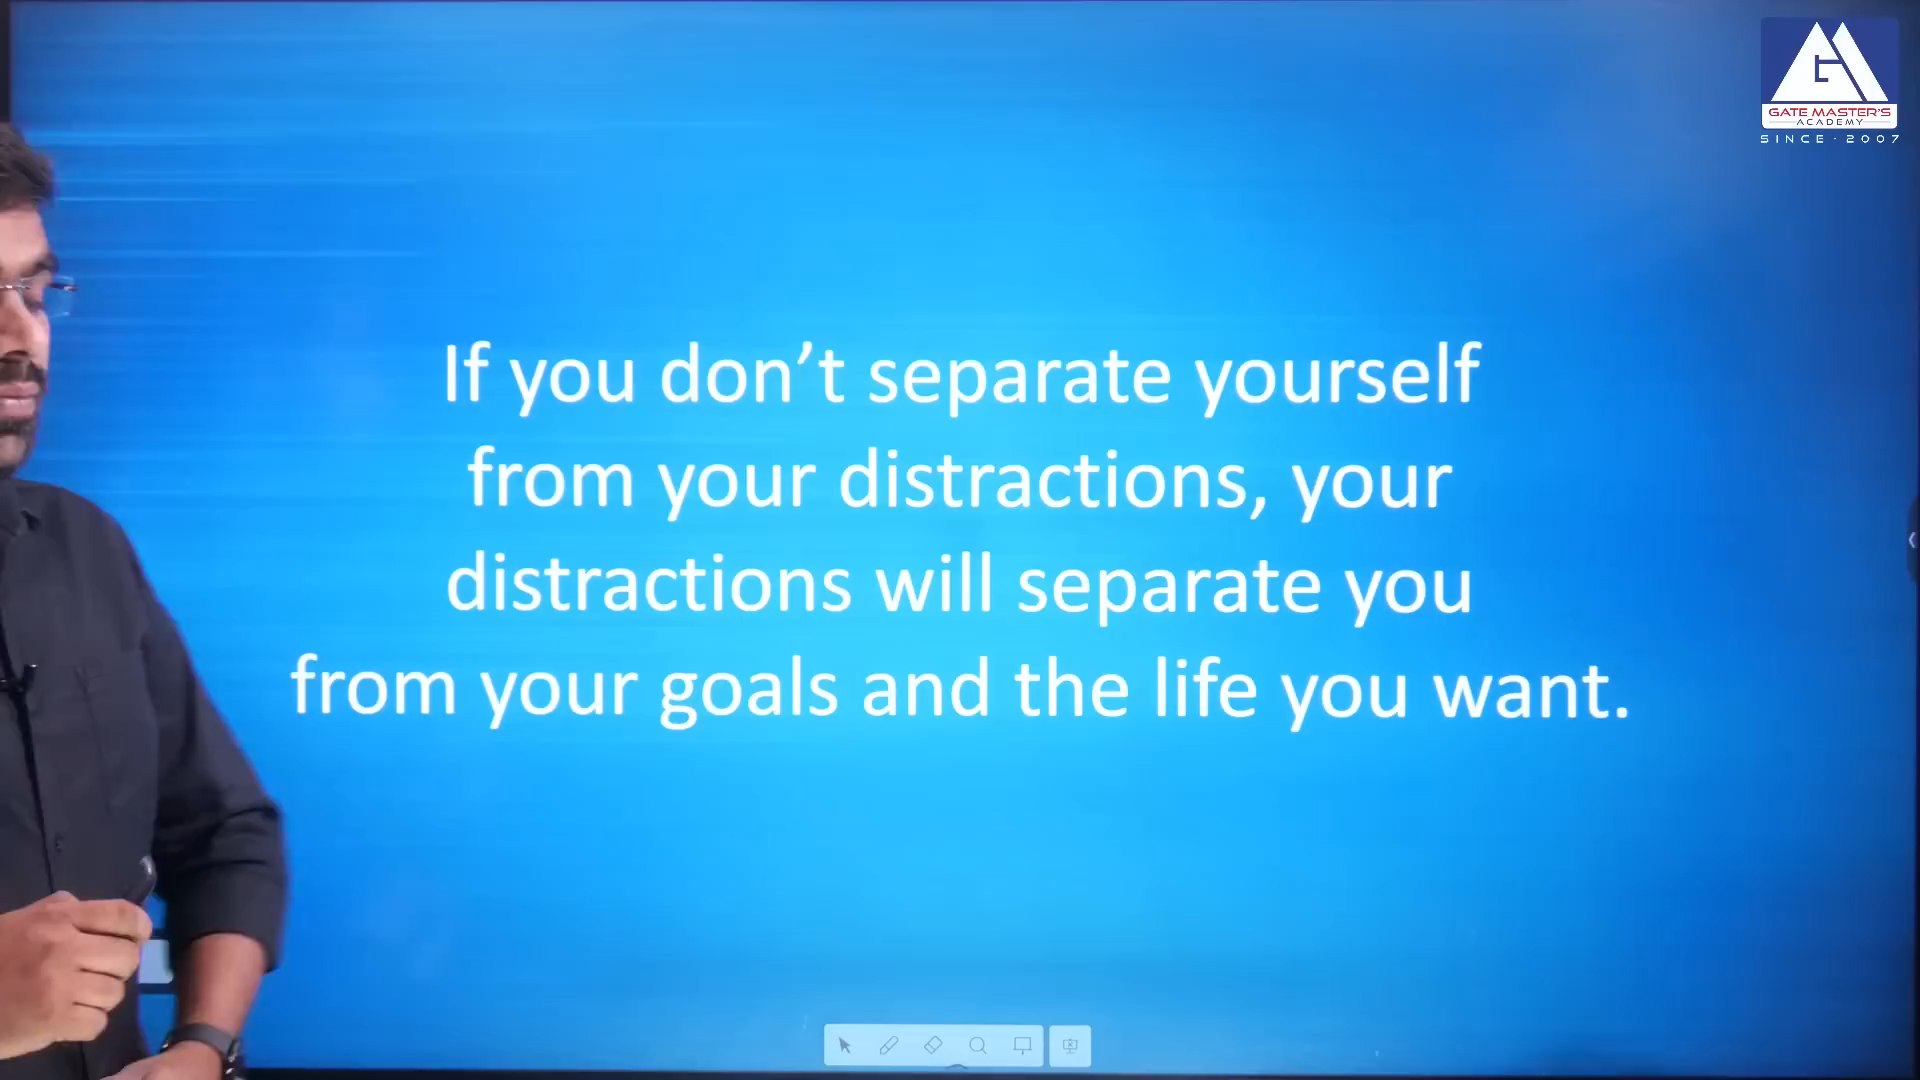 GATE MASTER'S
ACADEMY
SINCE · 2007
If you don’t separate yourself
from your distractions, your
distractions will separate you
from your goals and the life you want.